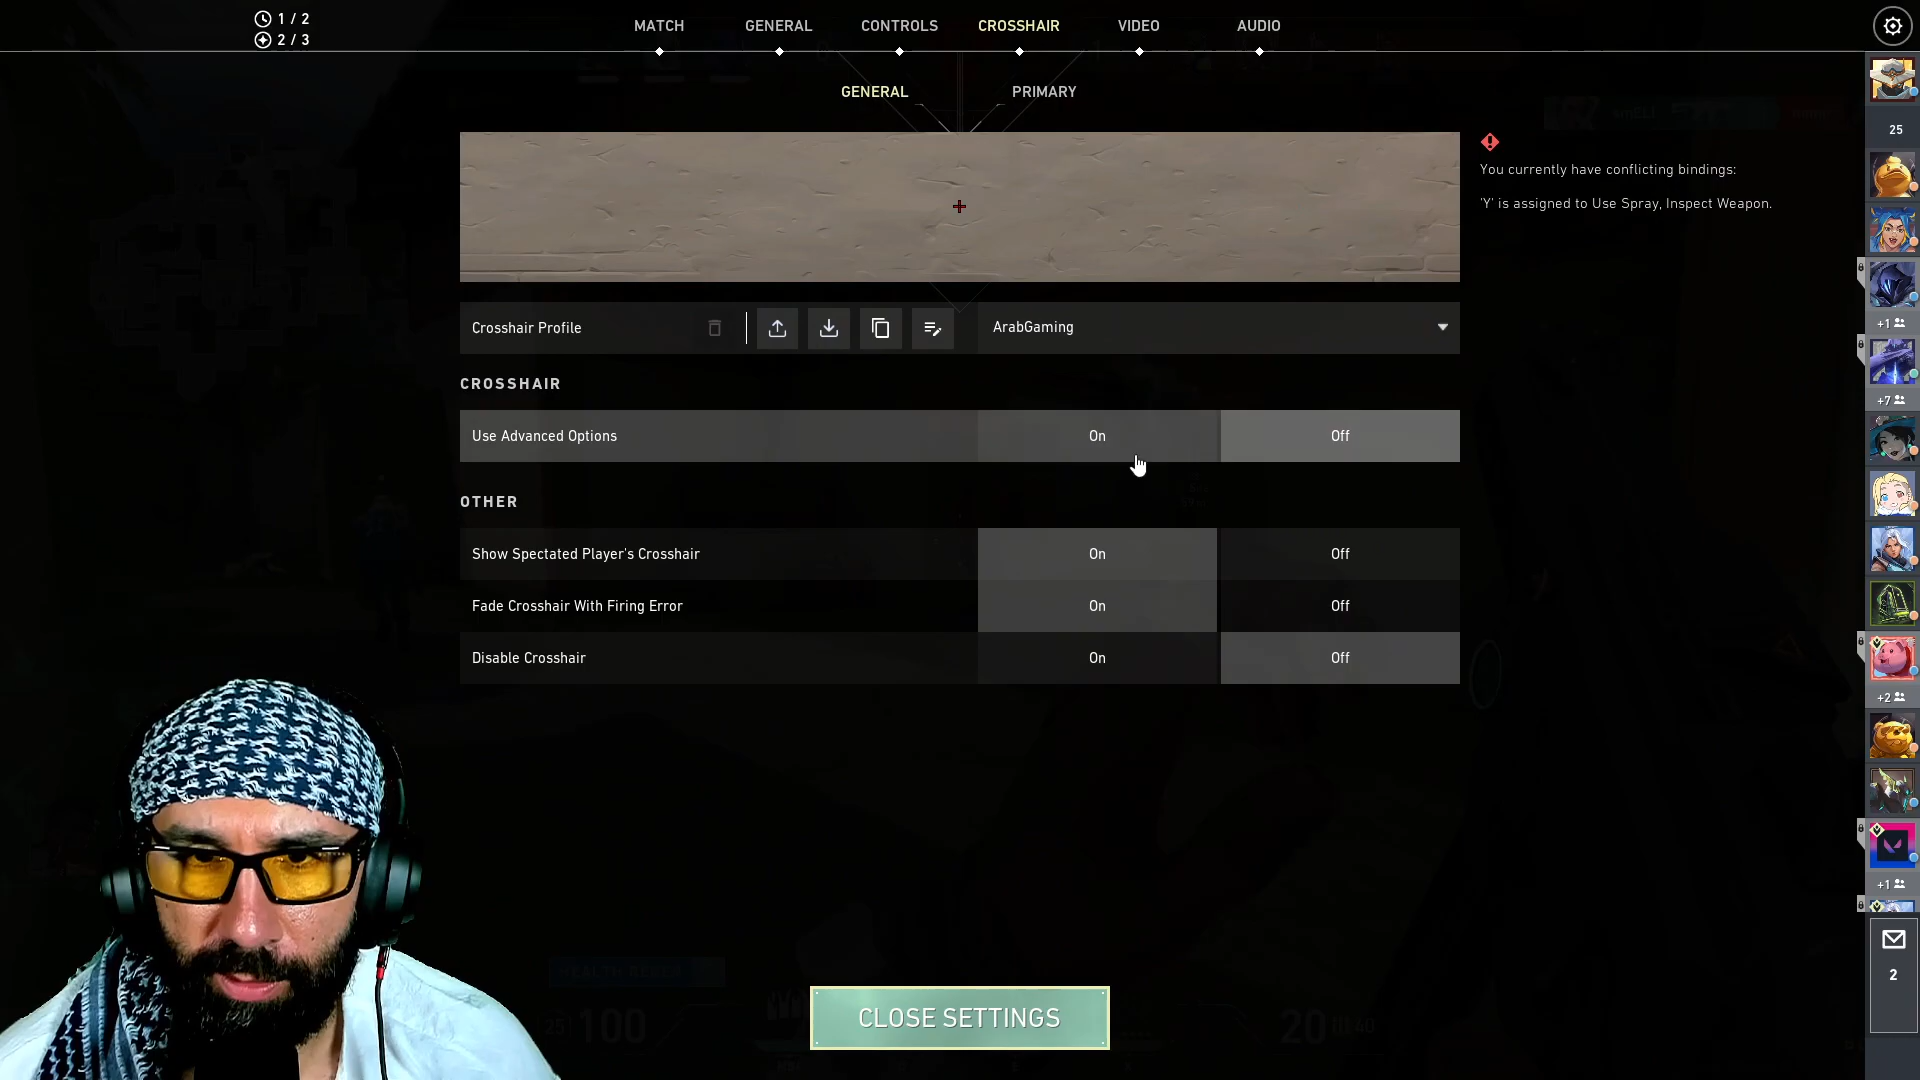 1 / 2
2 / 3
MATCH
GENERAL
CONTROLS
CROSSHAIR
VIDEO
AUDIO
GENERAL
PRIMARY
You currently have conflicting bindings:
'Y' is assigned to Use Spray, Inspect Weapon.
Crosshair Profile
ArabGaming
CROSSHAIR
Use Advanced Options
On
Off
OTHER
Show Spectated Player's Crosshair
On
Off
Fade Crosshair With Firing Error
On
Off
Disable Crosshair
On
Off
CLOSE SETTINGS
25
+1
+7
+2
+1
2
25
100
20
40